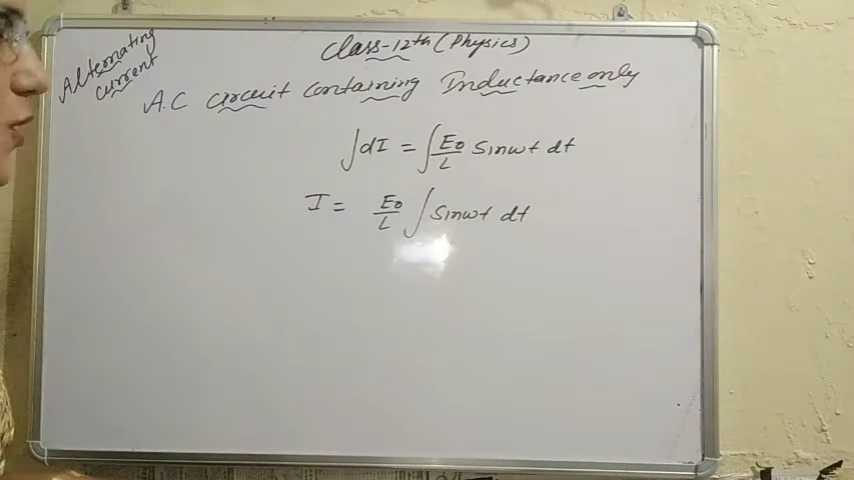 Alternating
current
Class-12th (Physics)
A.C circuit containing Inductance only
∫dI = ∫E₀/L sinωt dt
I = E₀/L ∫sinωt dt